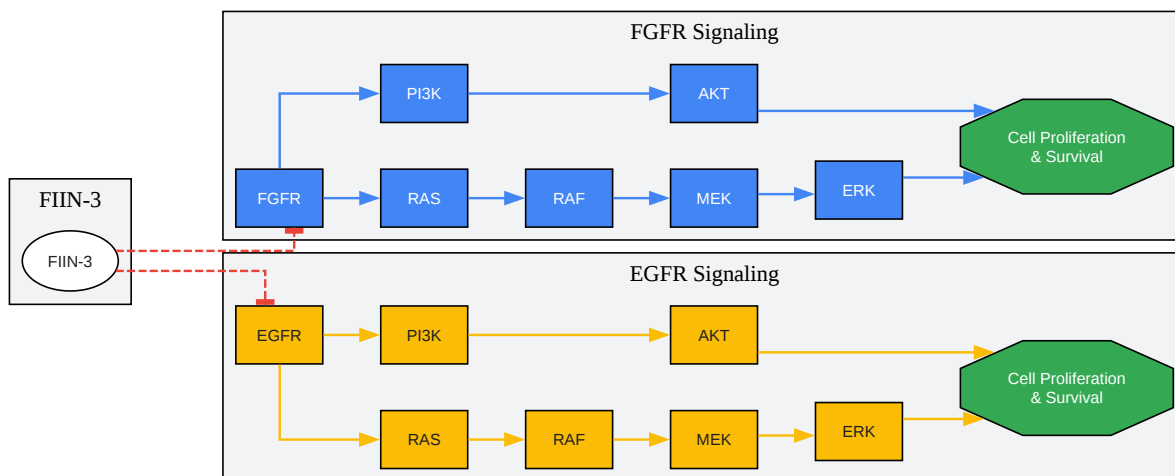 FGFR Signaling
PI3K
AKT
Cell Proliferation
& Survival
FGFR
RAS
RAF
MEK
ERK
FIIN-3
FIIN-3
EGFR Signaling
EGFR
PI3K
AKT
Cell Proliferation
& Survival
RAS
RAF
MEK
ERK